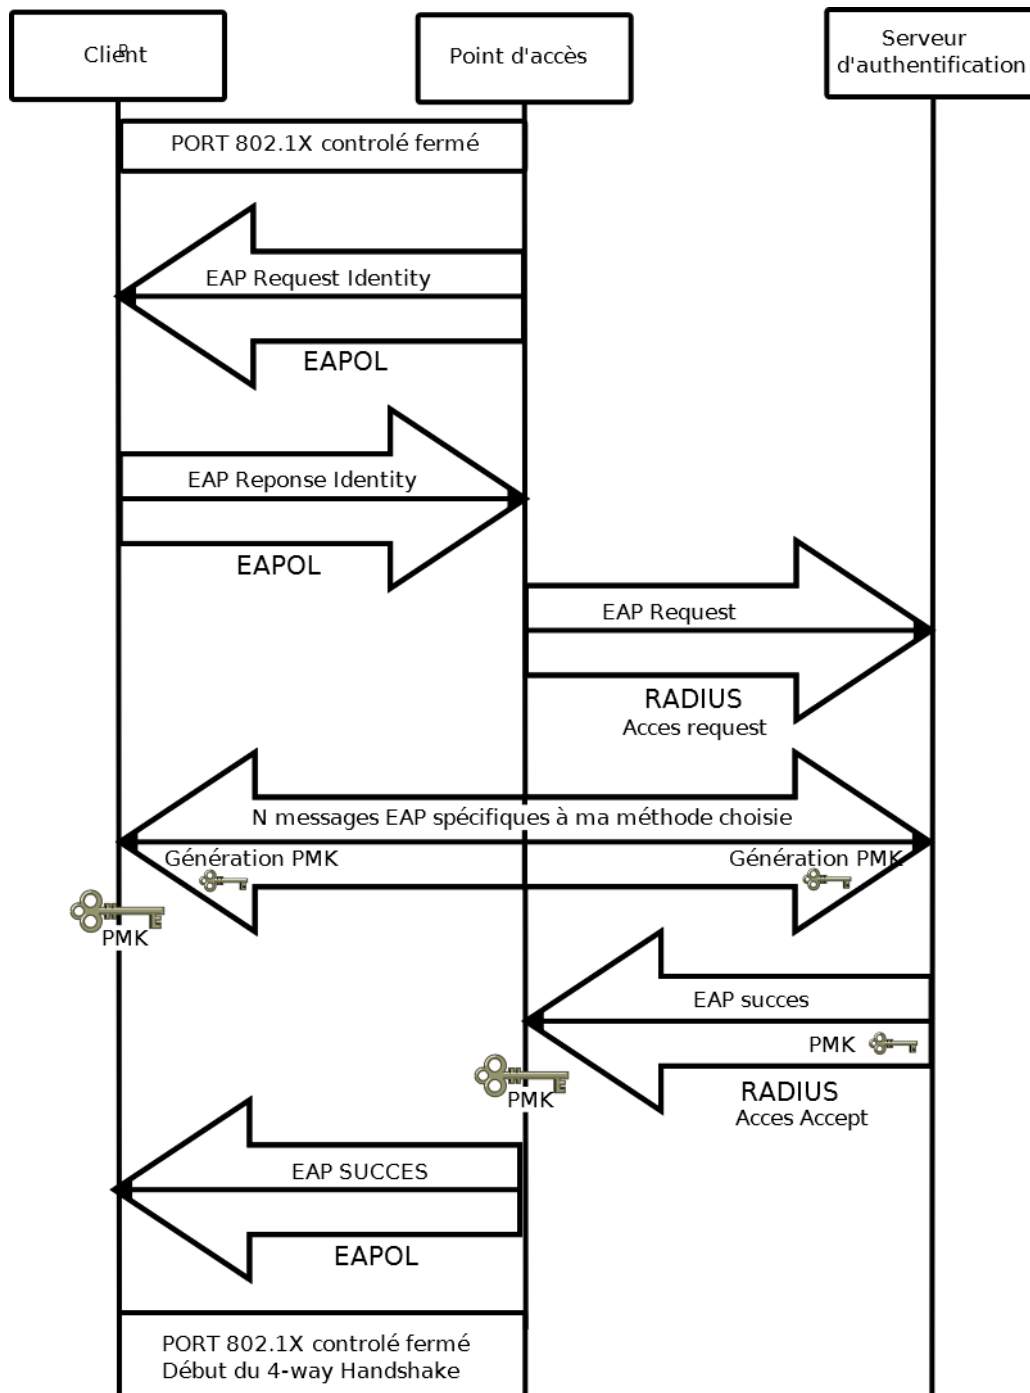 Client
Point d'accès
Serveur
d'authentification
PORT 802.1X controlé fermé
EAP Request Identity
EAPOL
EAP Reponse Identity
EAPOL
EAP Request
RADIUS
Acces request
N messages EAP spécifiques à ma méthode choisie
Génération PMK
Génération PMK
PMK
EAP succes
PMK
PMK
RADIUS
Acces Accept
EAP SUCCES
EAPOL
PORT 802.1X controlé fermé
Début du 4-way Handshake